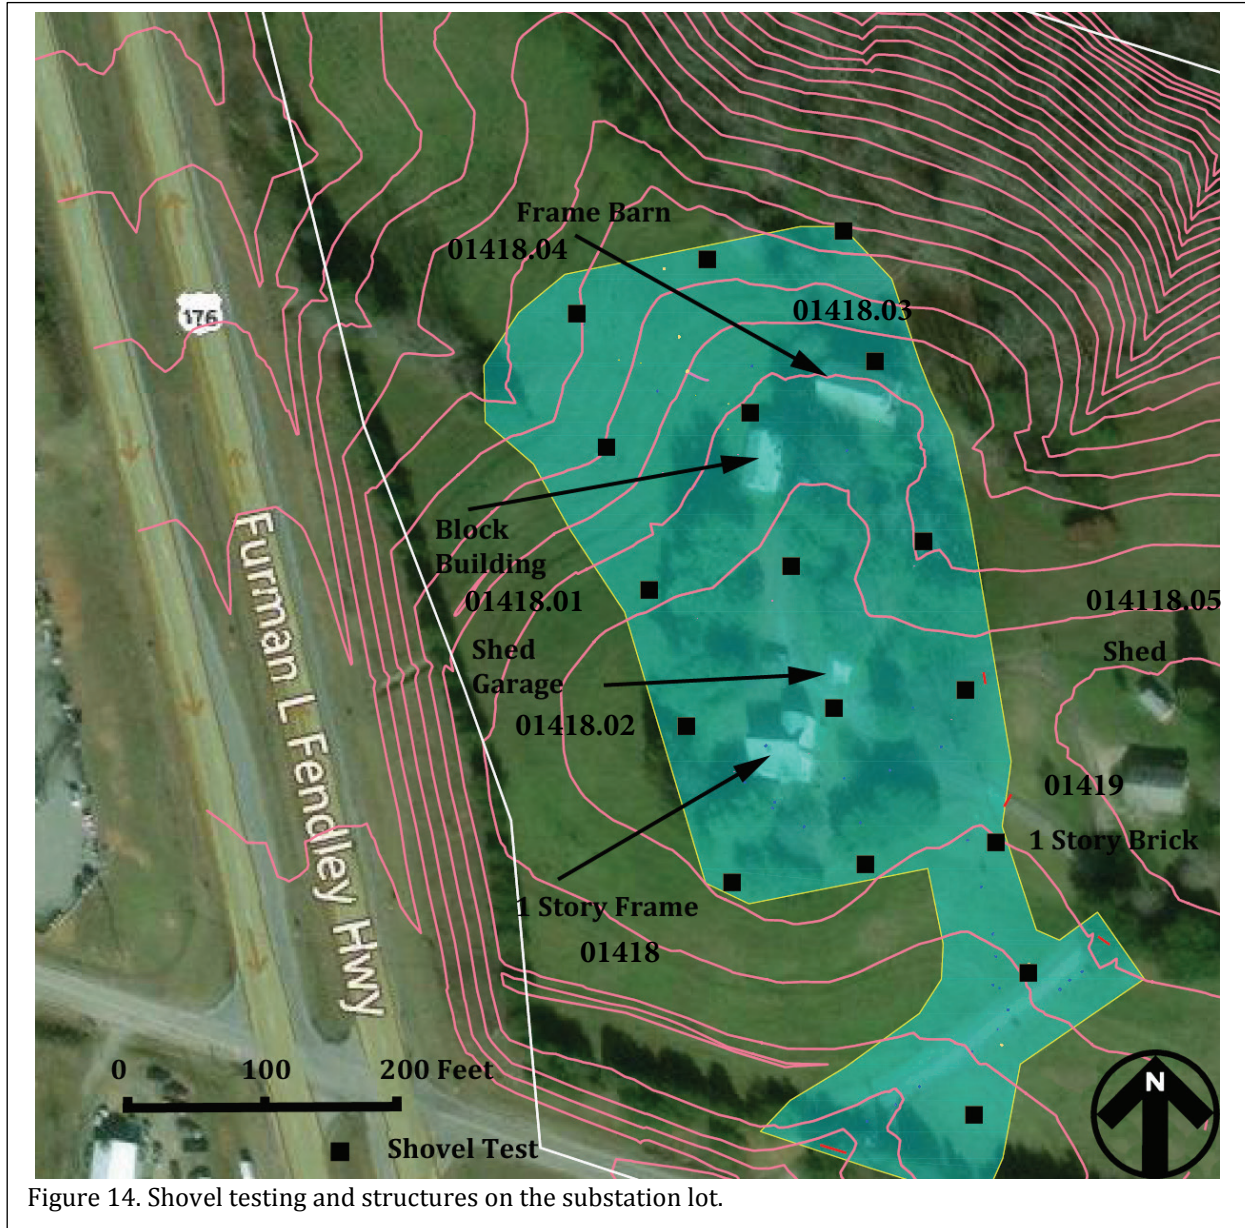 Frame Barn
01418.04
01418.03
176
Block
Building
01418.01
014118.05
Shed
Shed
Garage
01418.02
Furman L Fendley Hwy
01419
1 Story Brick
1 Story Frame
01418
0 100 200 Feet
N
Shovel Test
Figure 14. Shovel testing and structures on the substation lot.